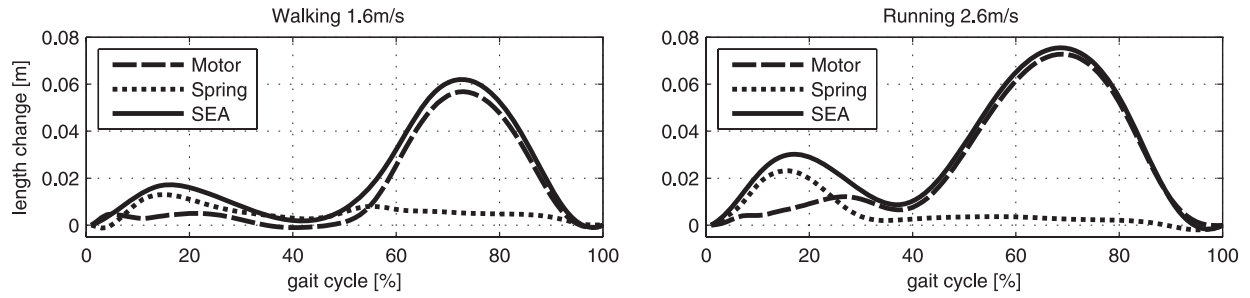 Walking 1.6m/s
length change [m]
0.08
0.06
0.04
0.02
0
Motor
Spring
SEA
0 20 40 60 80 100
gait cycle [%]
Running 2.6m/s
0.08
0.06
0.04
0.02
0
Motor
Spring
SEA
0 20 40 60 80 100
gait cycle [%]